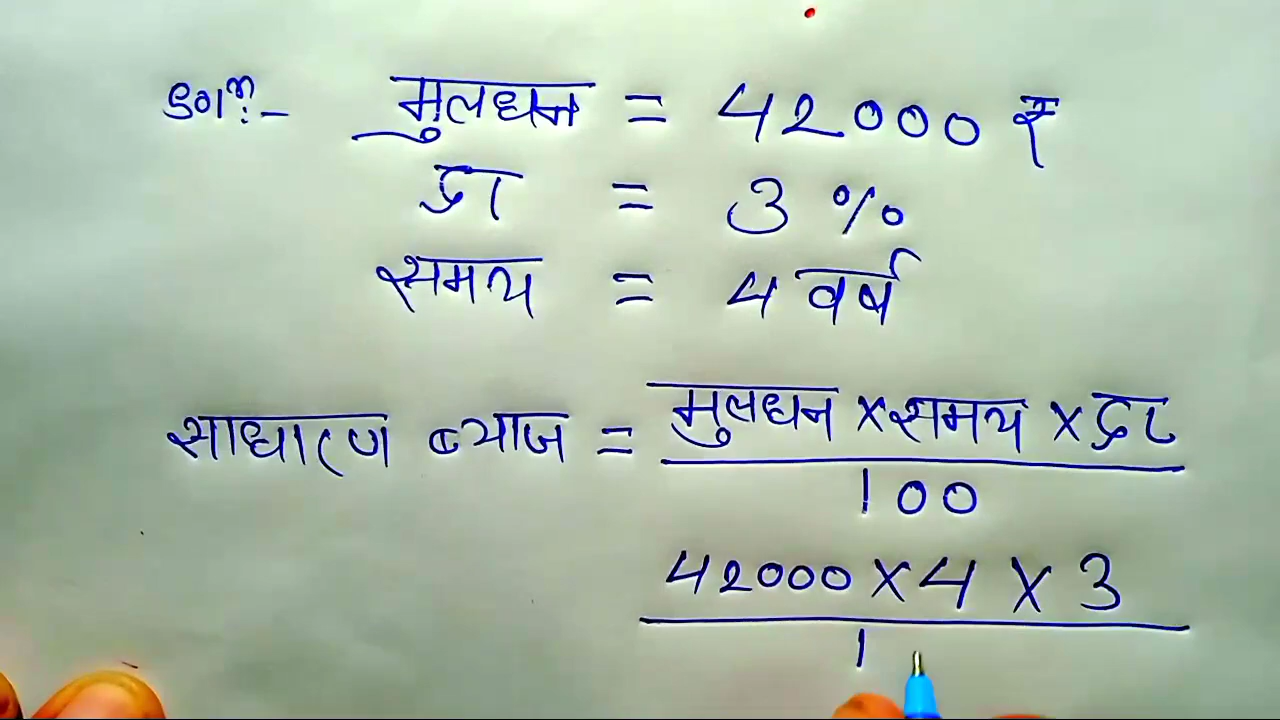 हलः- मुलधन = 42000 ₹
दर = 3 %
समय = 4 वर्ष
साधारण ब्याज = मुलधन × समय × दर
100
42000 × 4 × 3
1